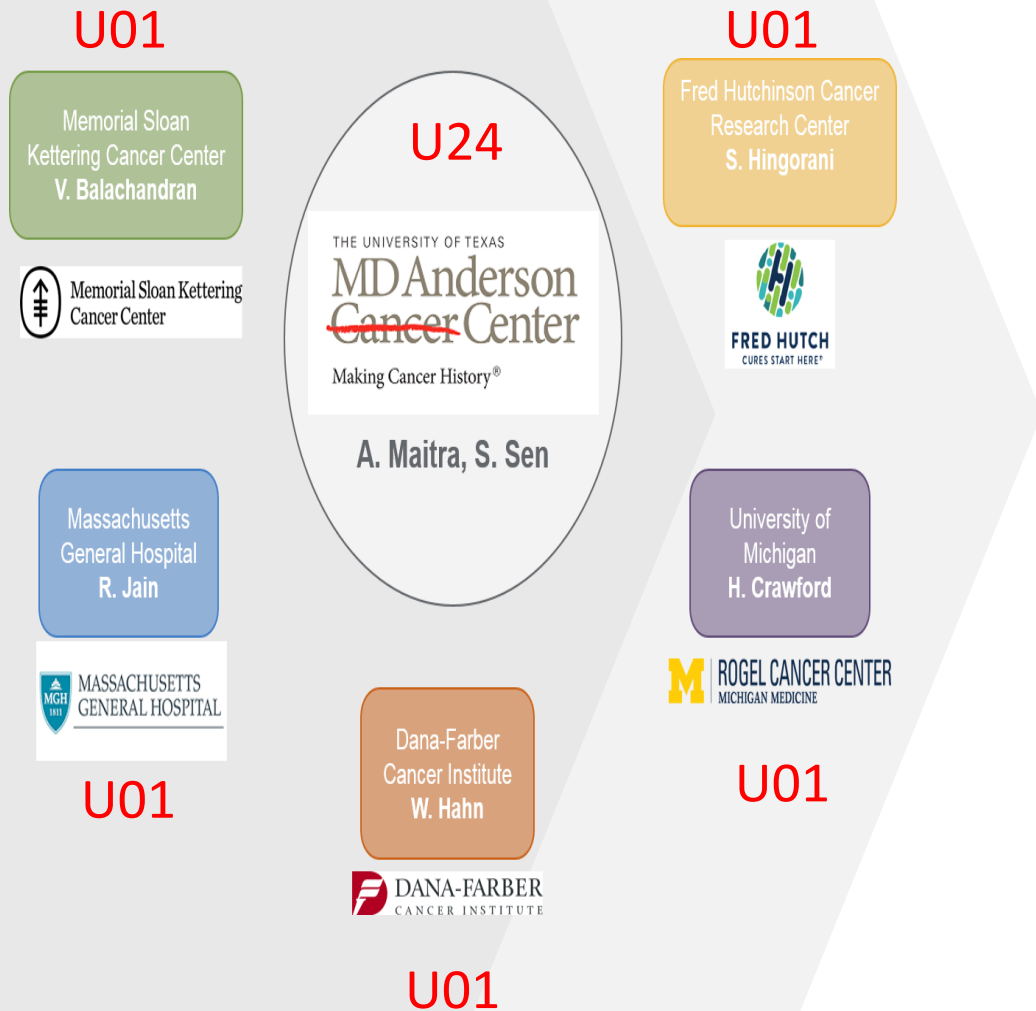 U01
Memorial Sloan
Kettering Cancer Center
V. Balachandran
Memorial Sloan Kettering
Cancer Center
U24
THE UNIVERSITY OF TEXAS
MD Anderson
Cancer Center
Making Cancer History®
A. Maitra, S. Sen
U01
Fred Hutchinson Cancer
Research Center
S. Hingorani
FRED HUTCH
CURES START HERE®
Massachusetts
General Hospital
R. Jain
MGH
1811
MASSACHUSETTS
GENERAL HOSPITAL
U01
Dana-Farber
Cancer Institute
W. Hahn
DANA-FARBER
CANCER INSTITUTE
U01
University of
Michigan
H. Crawford
M
ROGEL CANCER CENTER
MICHIGAN MEDICINE
U01